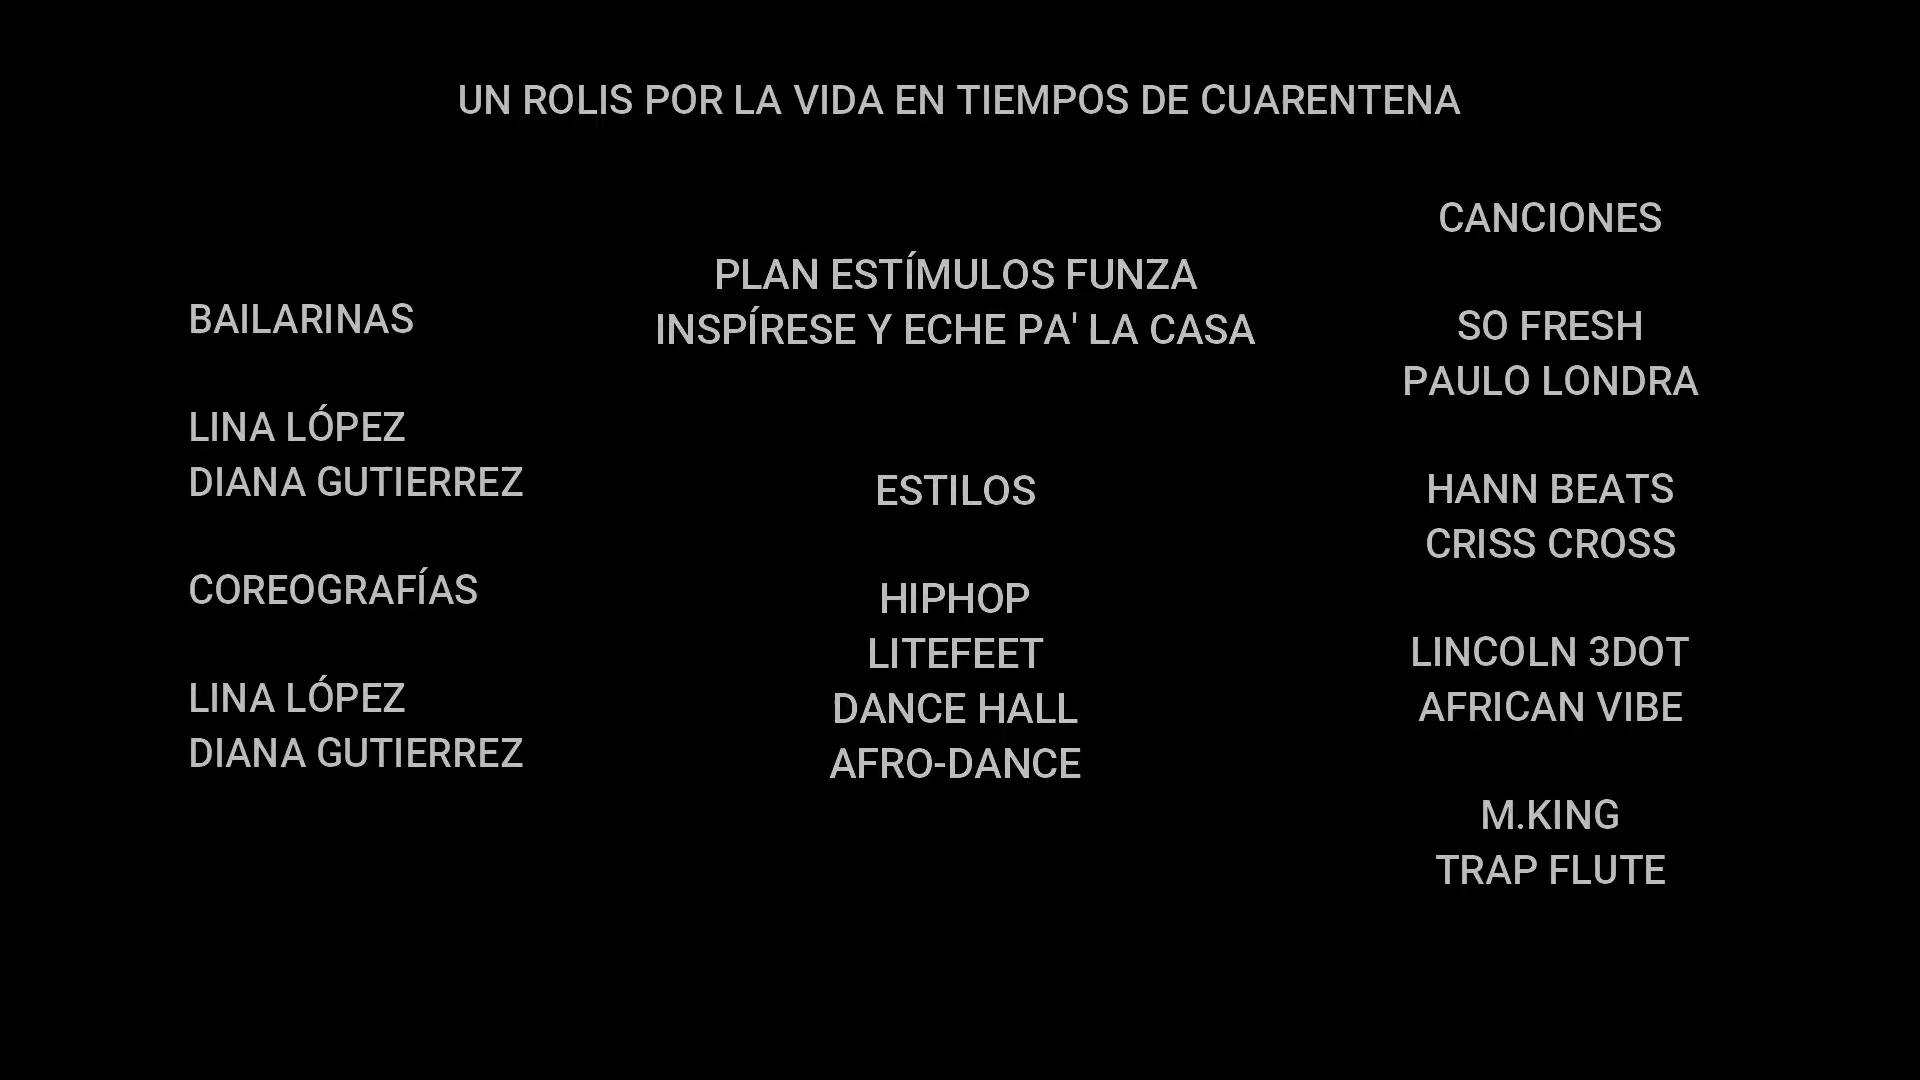 UN ROLIS POR LA VIDA EN TIEMPOS DE CUARENTENA
BAILARINAS
LINA LÓPEZ
DIANA GUTIERREZ
COREOGRAFÍAS
LINA LÓPEZ
DIANA GUTIERREZ
PLAN ESTÍMULOS FUNZA
INSPÍRESE Y ECHE PA' LA CASA
ESTILOS
HIPHOP
LITEFEET
DANCE HALL
AFRO-DANCE
CANCIONES
SO FRESH
PAULO LONDRA
HANN BEATS
CRISS CROSS
LINCOLN 3DOT
AFRICAN VIBE
M.KING
TRAP FLUTE